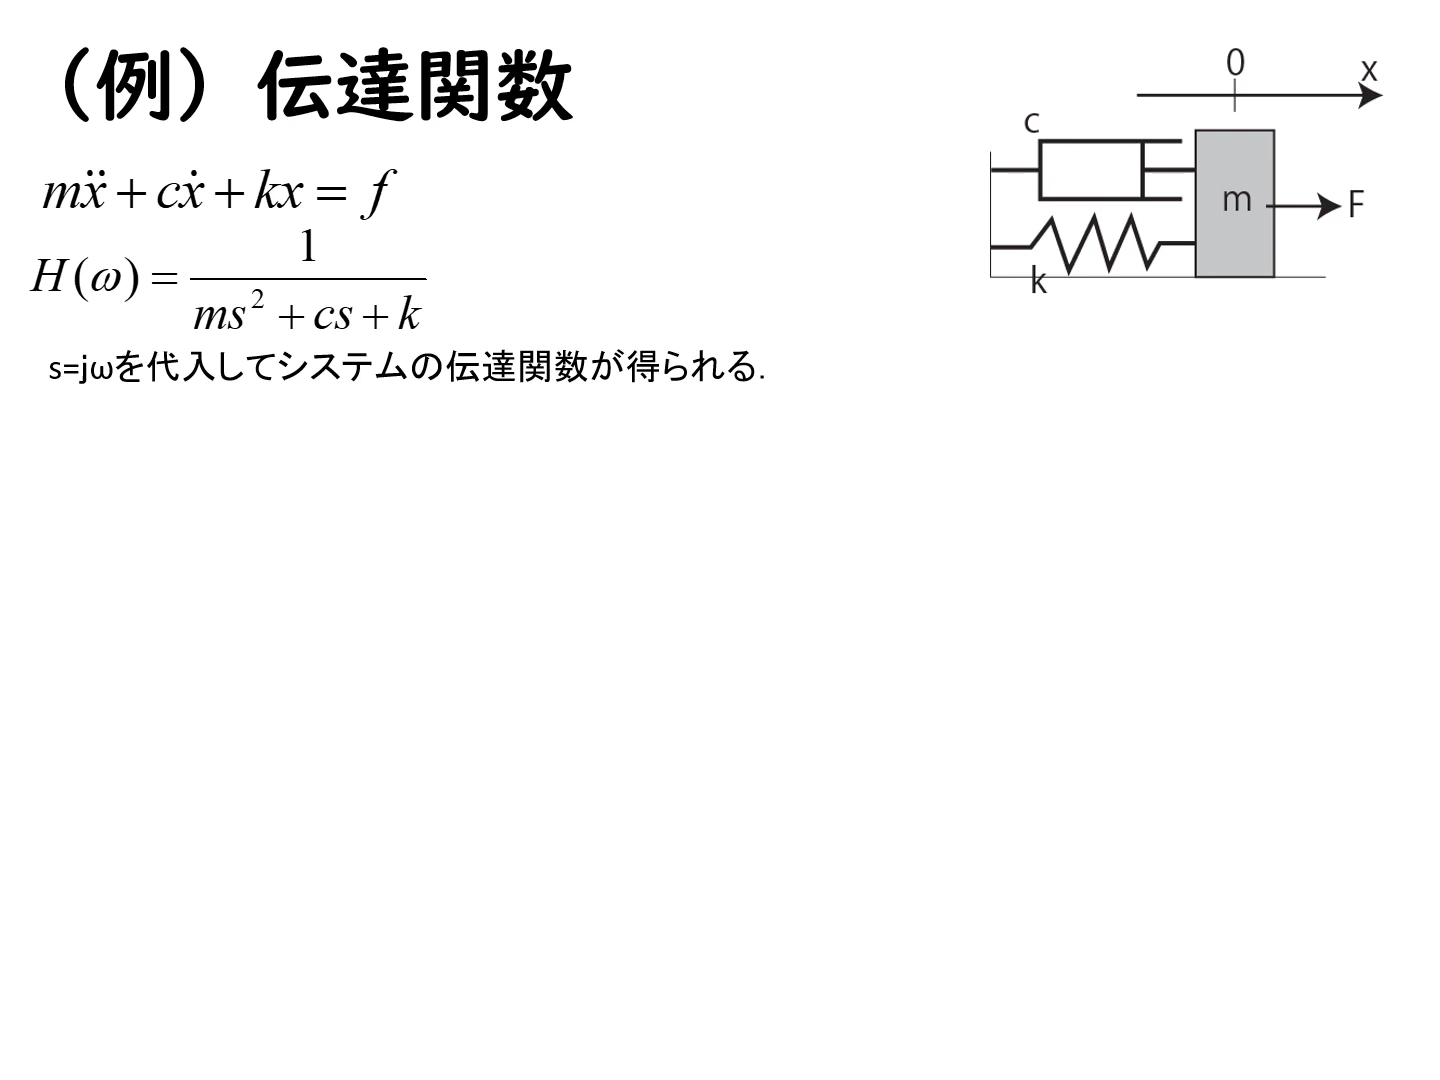 （例）伝達関数
mẍ + cẋ + kx = f
H(ω) = 1 / (ms² + cs + k)
s=jωを代入してシステムの伝達関数が得られる.
0
x
c
m
F
k